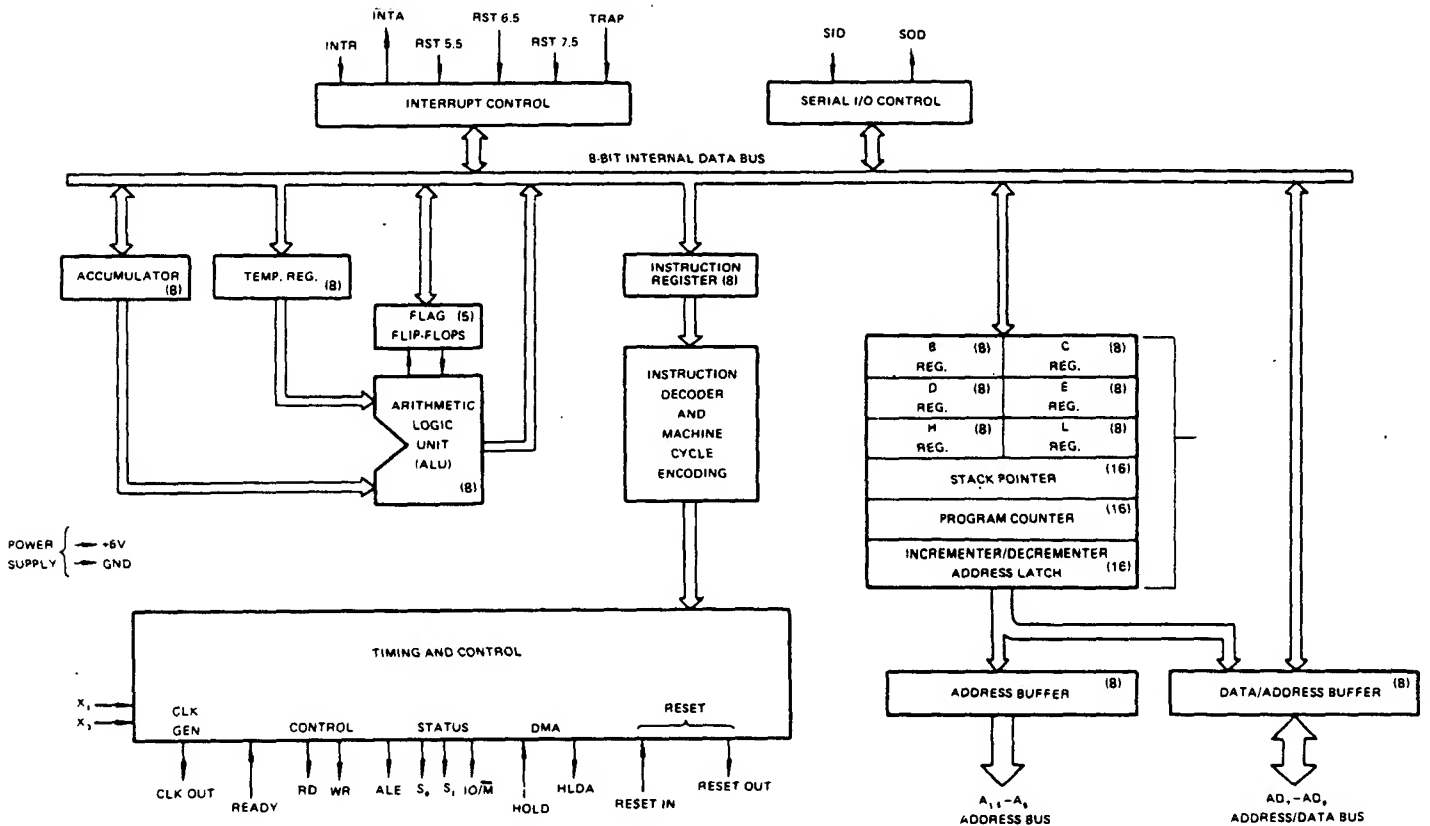 INTA
RST 6.5
TRAP
INTR
RST 5.5
RST 7.5
SID
SOD
INTERRUPT CONTROL
SERIAL I/O CONTROL
8-BIT INTERNAL DATA BUS
ACCUMULATOR
(8)
TEMP. REG.
(8)
INSTRUCTION
REGISTER (8)
FLAG (5)
FLIP-FLOPS
ARITHMETIC
LOGIC
UNIT
(ALU)
(8)
INSTRUCTION
DECODER
AND
MACHINE
CYCLE
ENCODING
B (8)
REG.
C (8)
REG.
D (8)
REG.
E (8)
REG.
H (8)
REG.
L (8)
REG.
STACK POINTER (16)
PROGRAM COUNTER (16)
INCREMENTER/DECREMENTER
ADDRESS LATCH (16)
POWER
SUPPLY
+6V
GND
TIMING AND CONTROL
X₁
CLK
GEN
CONTROL
STATUS
DMA
RESET
CLK OUT
READY
RD
WR
ALE
S₁
IO/M̅
HOLD
HLDA
RESET IN
RESET OUT
ADDRESS BUFFER (8)
DATA/ADDRESS BUFFER (8)
ADDRESS BUS
ADDRESS/DATA BUS